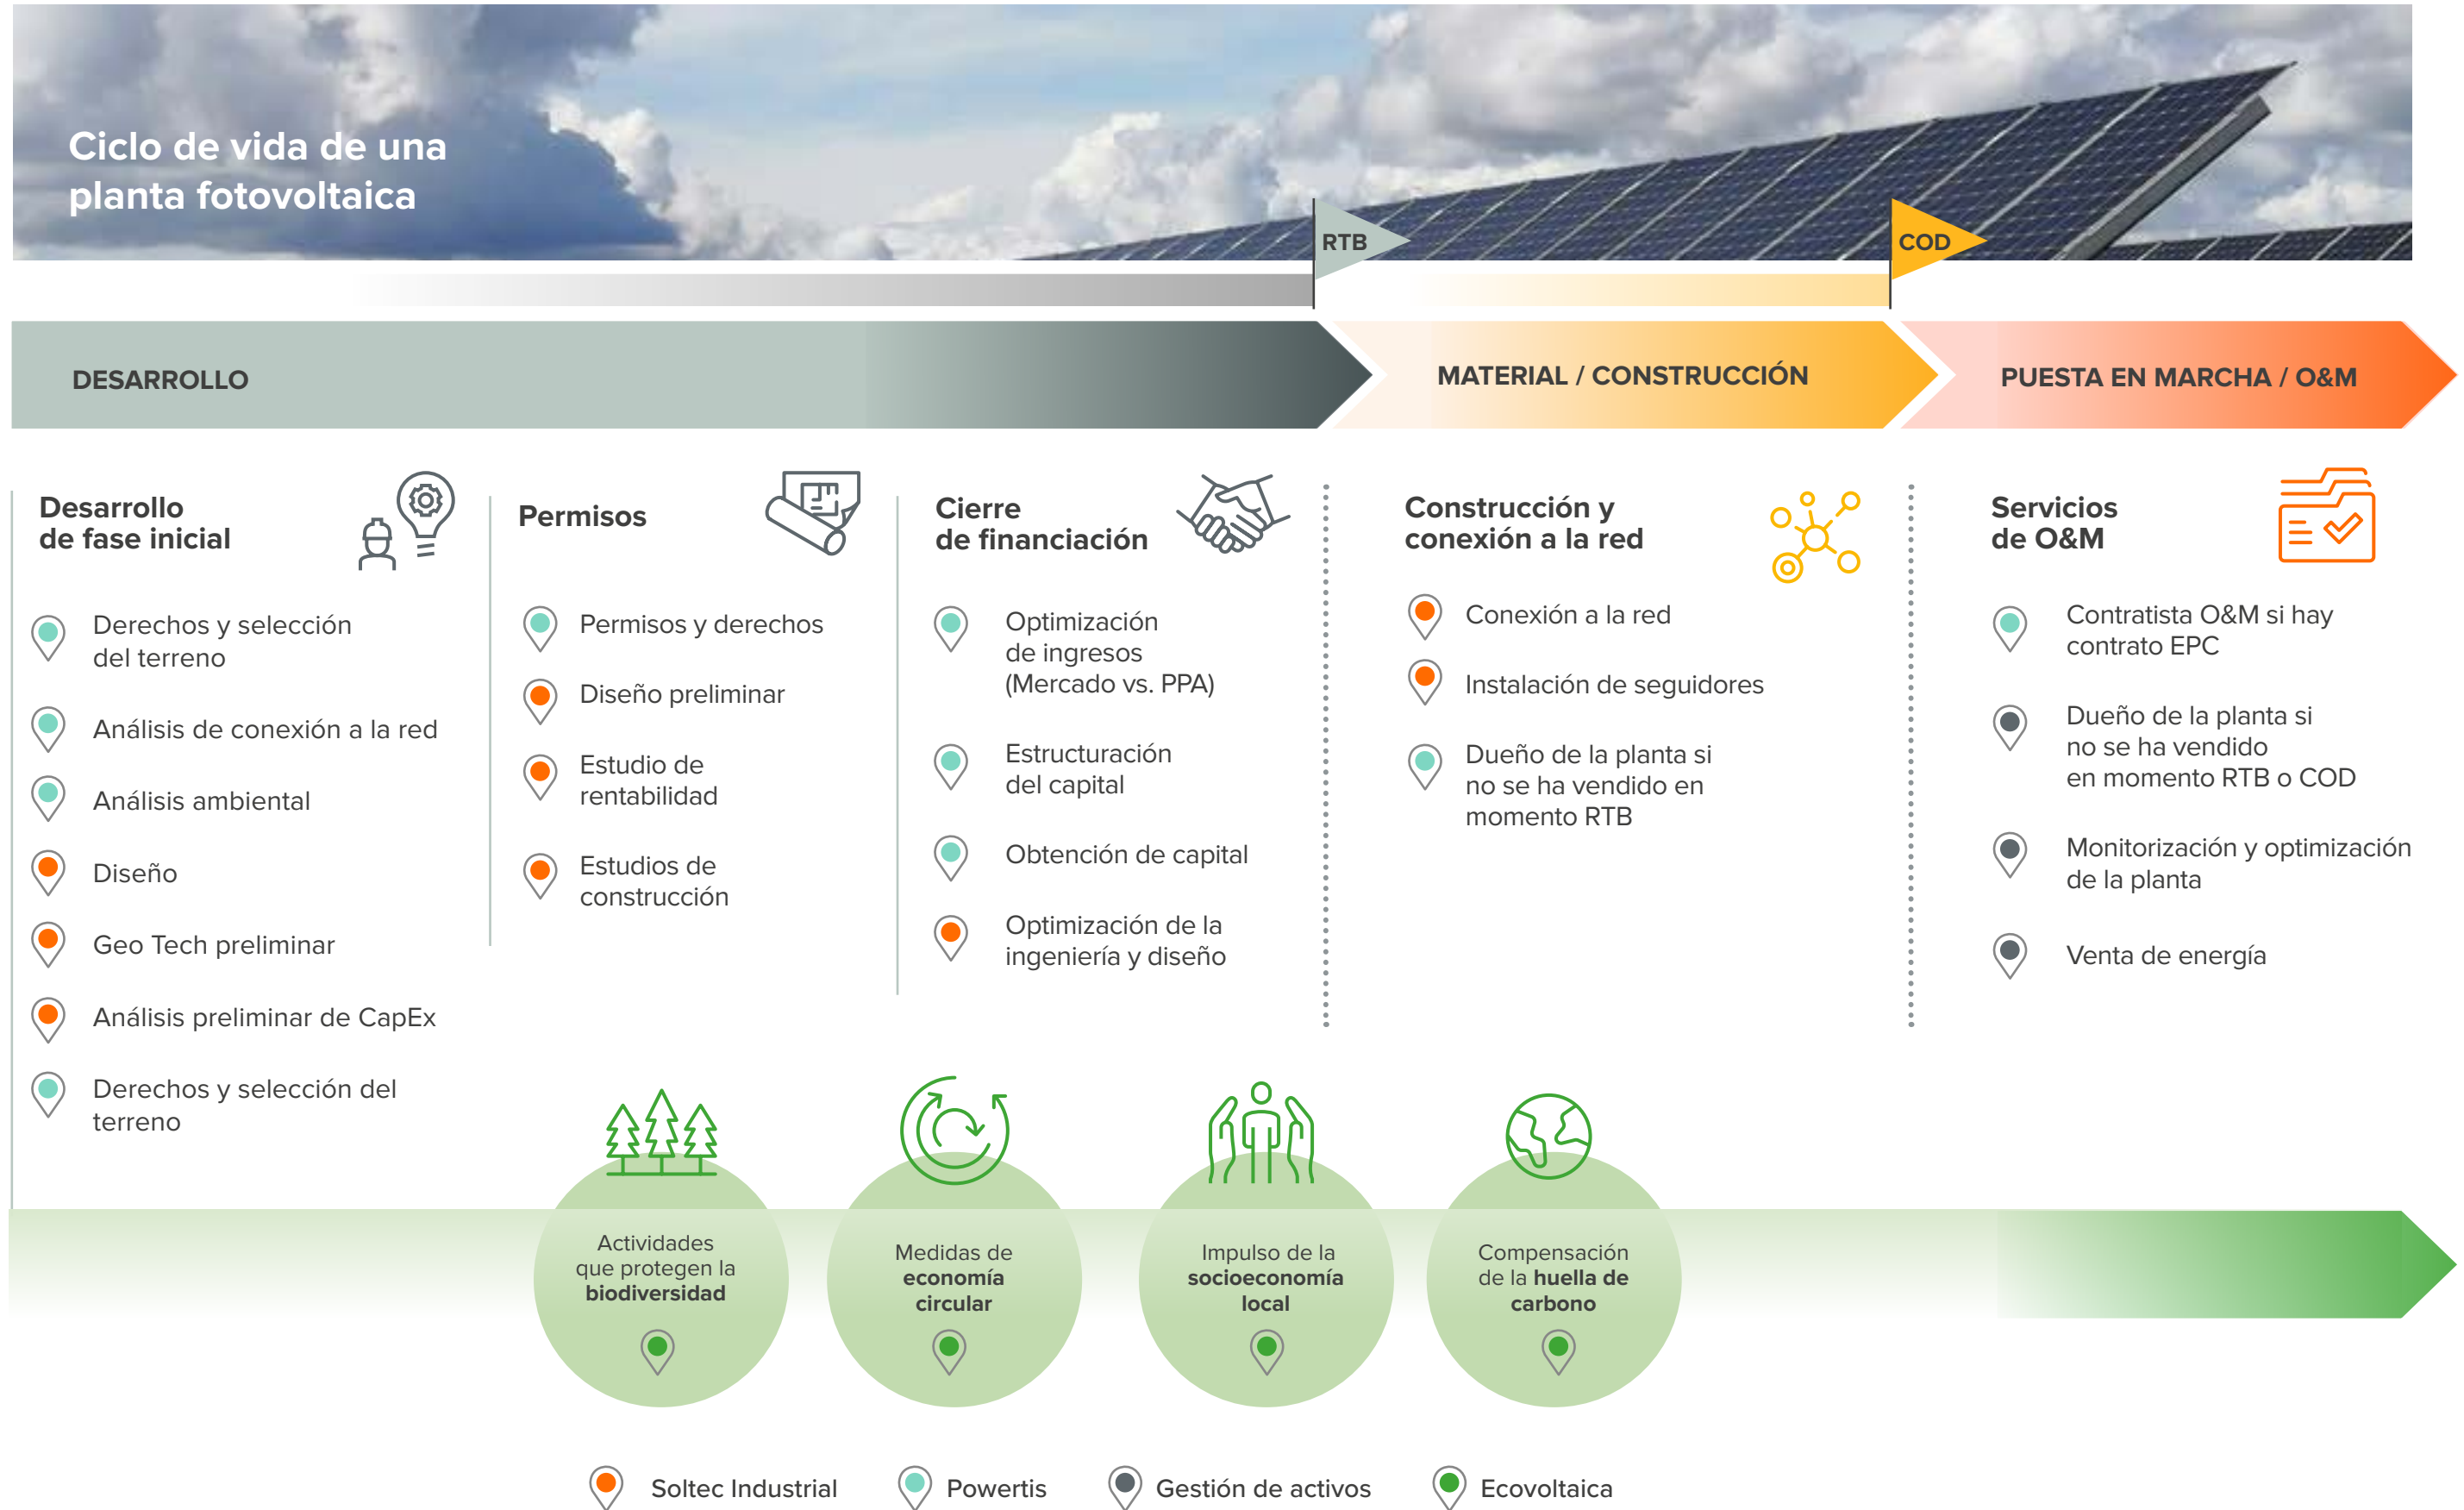 Ciclo de vida de una
planta fotovoltaica
RTB
COD
DESARROLLO
MATERIAL / CONSTRUCCIÓN
PUESTA EN MARCHA / O&M
Desarrollo
de fase inicial
Derechos y selección
del terreno
Análisis de conexión a la red
Análisis ambiental
Diseño
Geo Tech preliminar
Análisis preliminar de CapEx
Derechos y selección del
terreno
Permisos
Permisos y derechos
Diseño preliminar
Estudio de
rentabilidad
Estudios de
construcción
Cierre
de financiación
Optimización
de ingresos
(Mercado vs. PPA)
Estructuración
del capital
Obtención de capital
Optimización de la
ingeniería y diseño
Construcción y
conexión a la red
Conexión a la red
Instalación de seguidores
Dueño de la planta si
no se ha vendido en
momento RTB
Servicios
de O&M
Contratista O&M si hay
contrato EPC
Dueño de la planta si
no se ha vendido
en momento RTB o COD
Monitorización y optimización
de la planta
Venta de energía
Actividades
que protegen la
biodiversidad
Medidas de
economía
circular
Impulso de la
socioeconomía
local
Compensación
de la huella de
carbono
Soltec Industrial
Powertis
Gestión de activos
Ecovoltaica